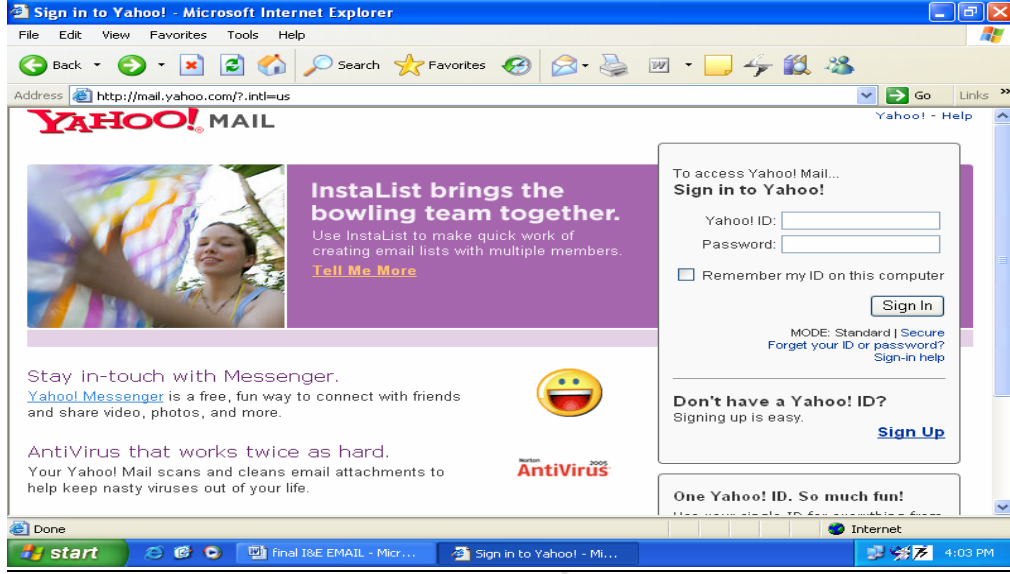 Sign in to Yahoo! - Microsoft Internet Explorer
File Edit View Favorites Tools Help
Back Search Favorites
Address http://mail.yahoo.com/?.intl=us Go Links »
YAHOO! MAIL
Yahoo! - Help
InstaList brings the
bowling team together.
Use InstaList to make quick work of
creating email lists with multiple members.
Tell Me More
To access Yahoo! Mail...
Sign in to Yahoo!
Yahoo! ID:
Password:
Remember my ID on this computer
Sign In
MODE: Standard | Secure
Forget your ID or password?
Sign-in help
Don't have a Yahoo! ID?
Signing up is easy.
Sign Up
Stay in-touch with Messenger.
Yahoo! Messenger is a free, fun way to connect with friends
and share video, photos, and more.
AntiVirus that works twice as hard.
Your Yahoo! Mail scans and cleans email attachments to
help keep nasty viruses out of your life.
Norton 2005
AntiVirus
One Yahoo! ID. So much fun!
Use your single ID for everything from
Done Internet
start final I&E EMAIL - Micr... Sign in to Yahoo! - Mi... 4:03 PM